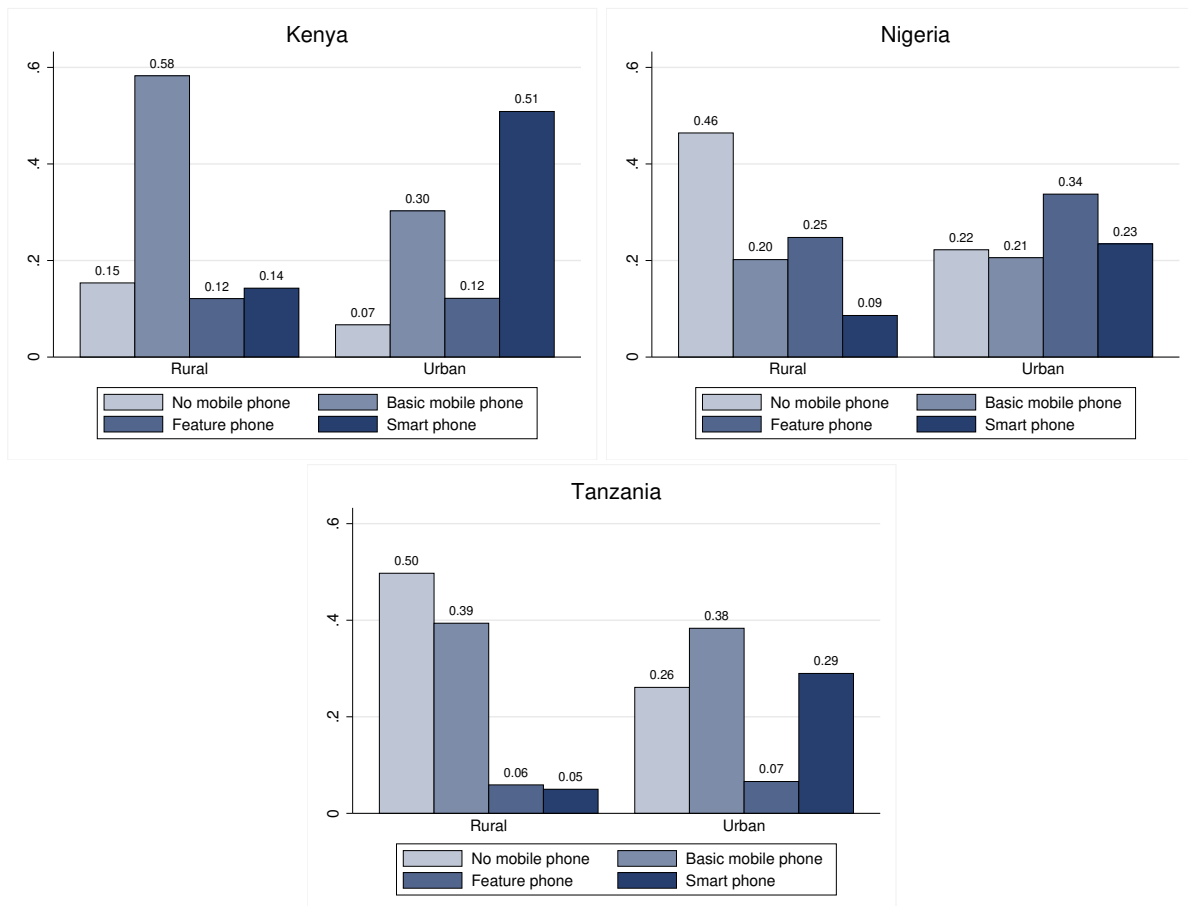 Kenya
.6
.4
.2
0
0.58
0.51
0.30
0.15
0.12
0.14
0.07
0.12
Rural
Urban
No mobile phone
Basic mobile phone
Feature phone
Smart phone
Nigeria
.6
.4
.2
0
0.46
0.34
0.20
0.25
0.22
0.21
0.23
0.09
Rural
Urban
No mobile phone
Basic mobile phone
Feature phone
Smart phone
Tanzania
.6
.4
.2
0
0.50
0.39
0.38
0.26
0.29
0.06
0.05
0.07
Rural
Urban
No mobile phone
Basic mobile phone
Feature phone
Smart phone